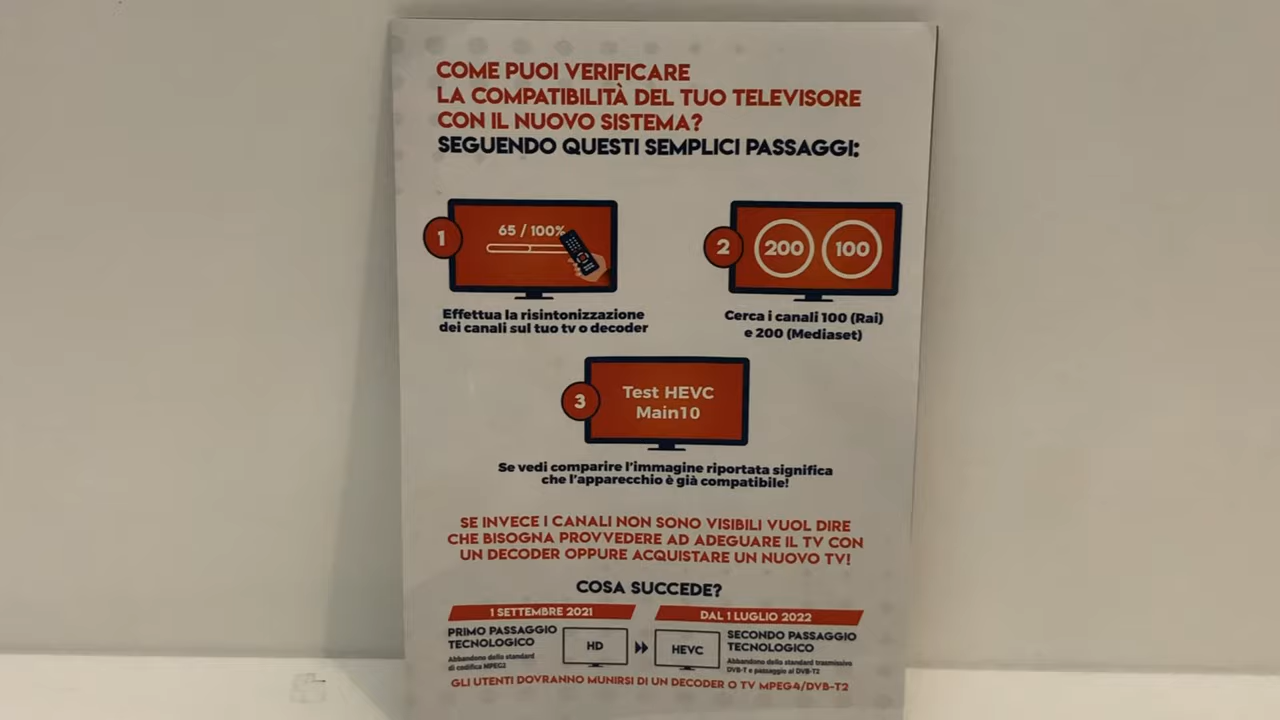 COME PUOI VERIFICARE
LA COMPATIBILITÀ DEL TUO TELEVISORE
CON IL NUOVO SISTEMA?
SEGUENDO QUESTI SEMPLICI PASSAGGI:
1
65 / 100%
Effettua la risintonizzazione
dei canali sul tuo tv o decoder
2
200 100
Cerca i canali 100 (Rai)
e 200 (Mediaset)
3
Test HEVC
Main10
Se vedi comparire l'immagine riportata significa
che l'apparecchio è già compatibile!
SE INVECE I CANALI NON SONO VISIBILI VUOL DIRE
CHE BISOGNA PROVVEDERE AD ADEGUARE IL TV CON
UN DECODER OPPURE ACQUISTARE UN NUOVO TV!
COSA SUCCEDE?
1 SETTEMBRE 2021
PRIMO PASSAGGIO
TECNOLOGICO
Abbandono dello standard
di codifica MPEG2
HD
DAL 1 LUGLIO 2022
HEVC
SECONDO PASSAGGIO
TECNOLOGICO
Abbandono dello standard trasmissivo
DVB-T e passaggio al DVB-T2
GLI UTENTI DOVRANNO MUNIRSI DI UN DECODER O TV MPEG4/DVB-T2